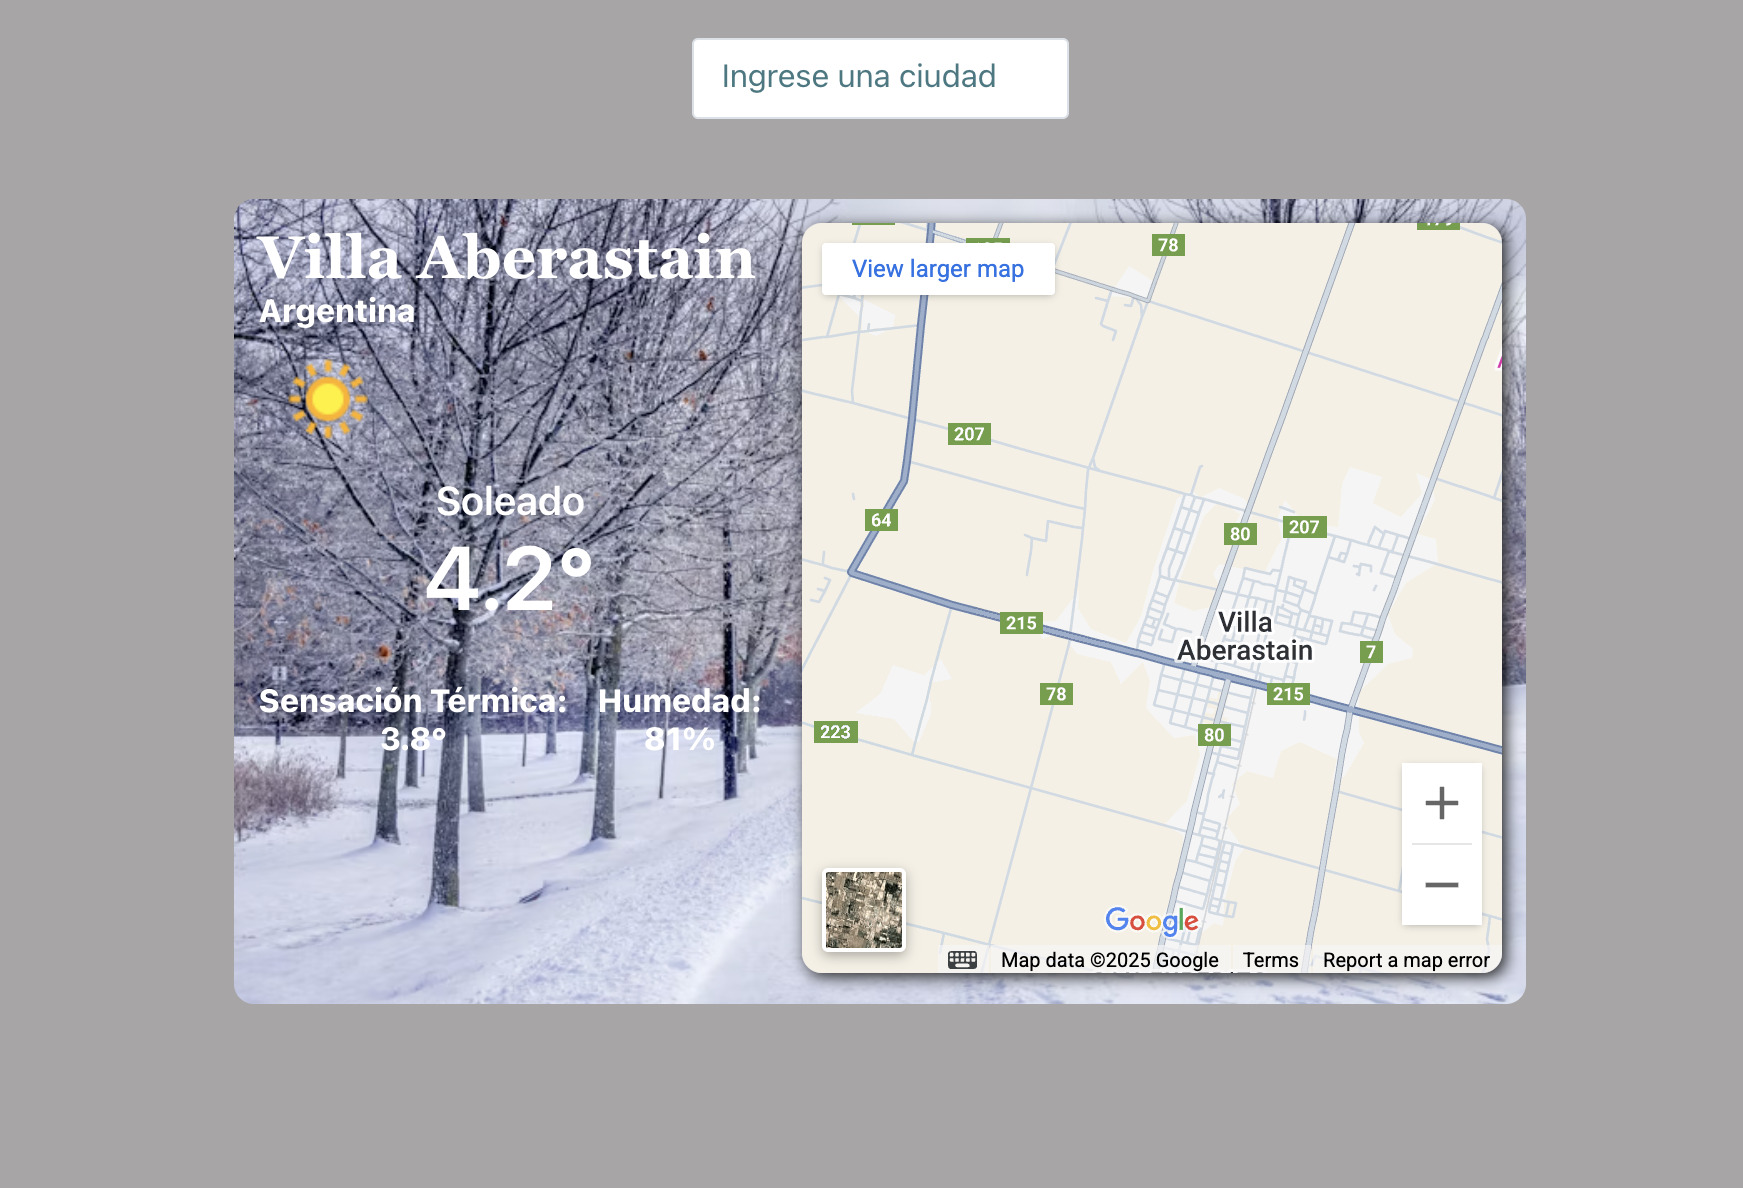 Ingrese una ciudad
Villa Aberastain
Argentina
Soleado
4.2°
Sensación Térmica:
3.8°
Humedad:
81%
View larger map
78
207
64
80
207
215
Villa
Aberastain
7
78
215
223
80
Google
Map data ©2025 Google
Terms
Report a map error